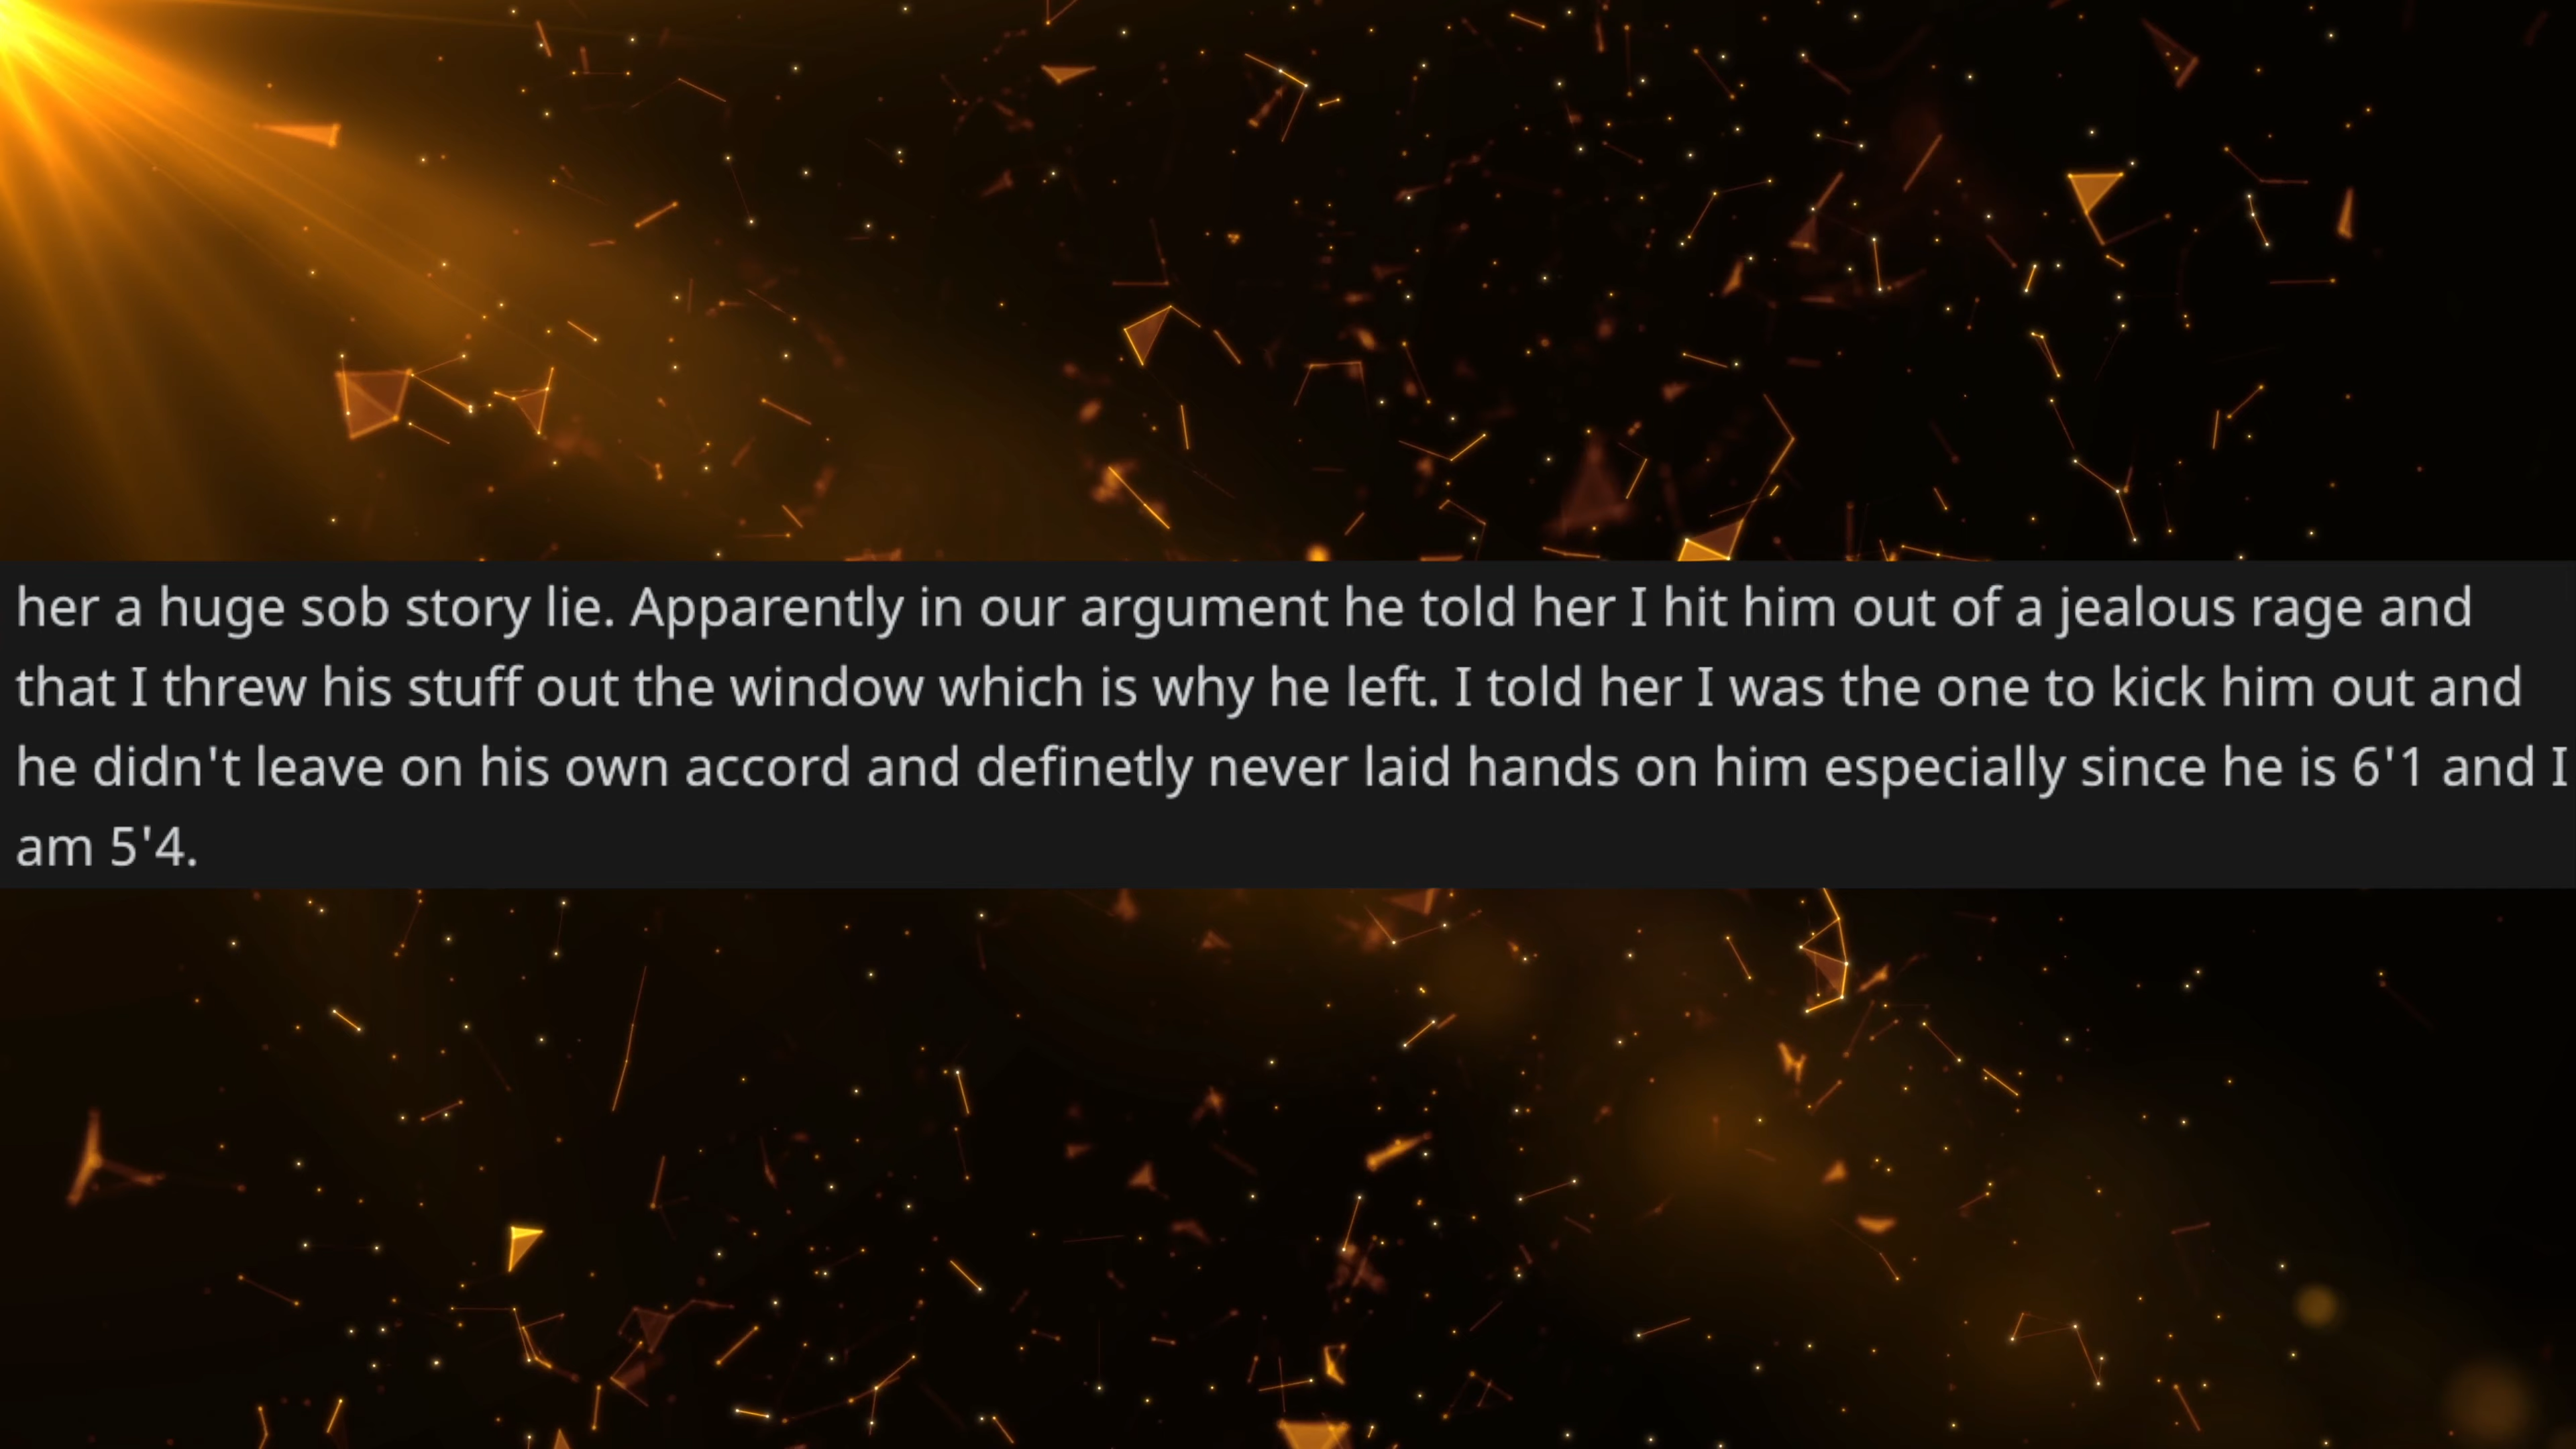 her a huge sob story lie. Apparently in our argument he told her I hit him out of a jealous rage and
that I threw his stuff out the window which is why he left. I told her I was the one to kick him out and
he didn't leave on his own accord and definetly never laid hands on him especially since he is 6'1 and I
am 5'4.